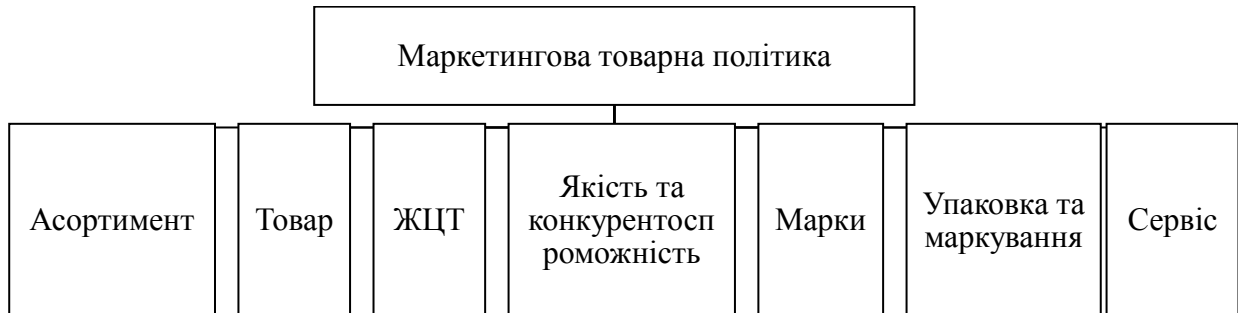 Маркетингова товарна політика
Асортимент
Товар
ЖЦТ
Якість та
конкурентосп
роможність
Марки
Упаковка та
маркування
Сервіс